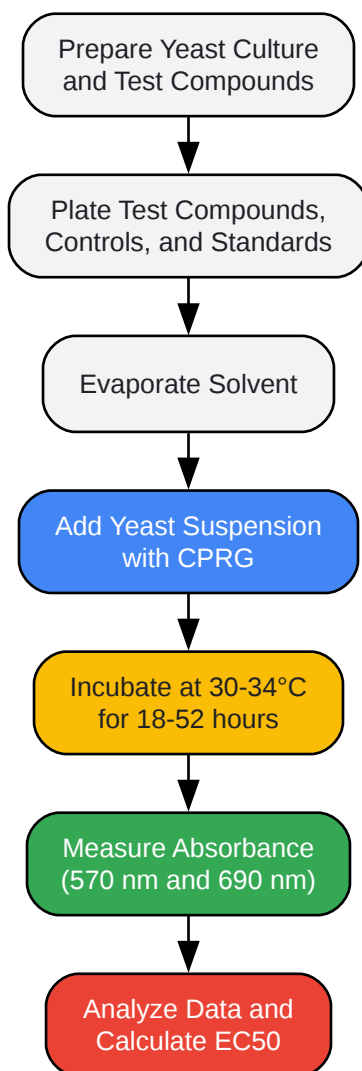 Prepare Yeast Culture
and Test Compounds
Plate Test Compounds,
Controls, and Standards
Evaporate Solvent
Add Yeast Suspension
with CPRG
Incubate at 30-34°C
for 18-52 hours
Measure Absorbance
(570 nm and 690 nm)
Analyze Data and
Calculate EC50